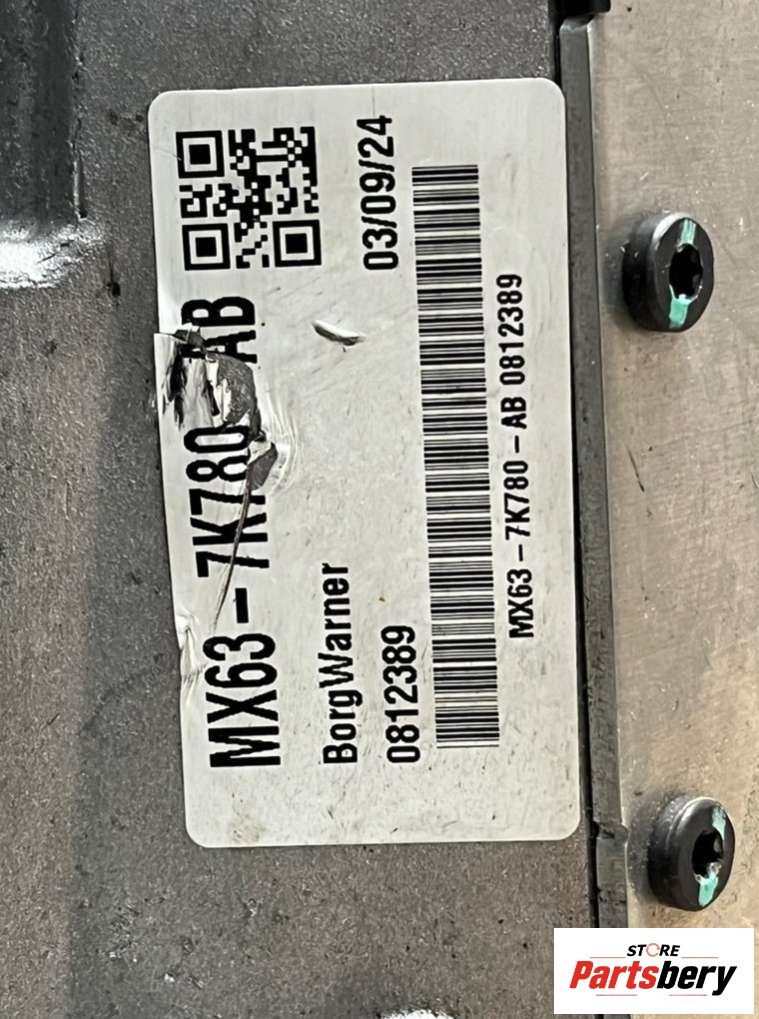 MX63-7K780-AB
BorgWarner
0812389 03/09/24
MX63-7K780-AB 0812389
STORE
Partsbery